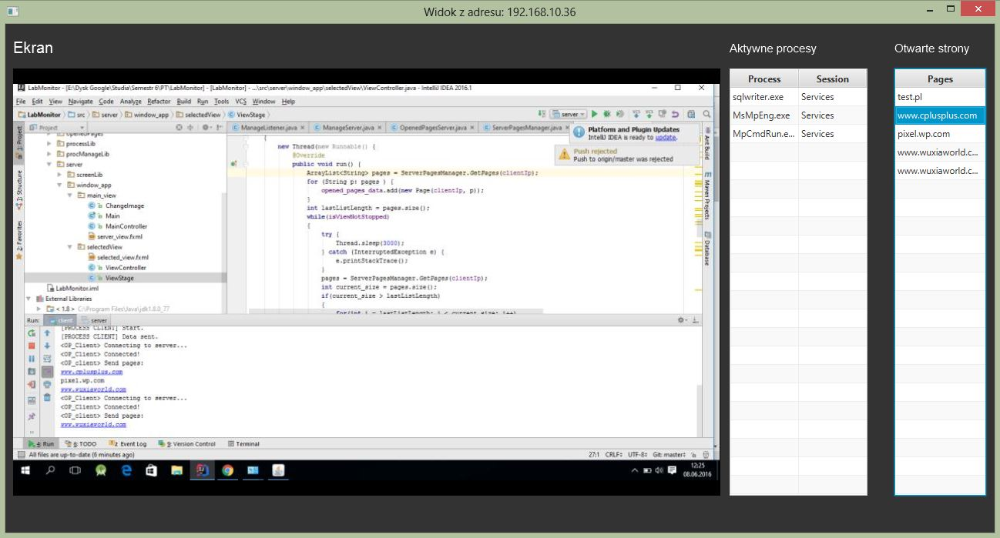 Widok z adresu: 192.168.10.36
Ekran
Aktywne procesy
Otwarte strony
LabMonitor - [E:\Dysk Google\Studia\Semestr 6\PT\LabMonitor] - [LabMonitor] - ...\src\server\window_app\selectedView\ViewController.java - IntelliJ IDEA 2016.1
File Edit View Navigate Code Analyze Refactor Build Run Tools VCS Window Help
LabMonitor src server window_app selectedView ViewController server
Project
ManageListener.java ManageServer.java OpenedPagesServer.java ServerPagesManager.java
1: Project
Z: Structure
2: Favorites
openedPages
processLib
procManageLib
server
screenLib
window_app
main_view
ChangeImage
Main
MainController
server_view.fxml
selectedView
selected_view.fxml
ViewController
ViewStage
LabMonitor.iml
External Libraries
< 1.8 > C:\Program Files\Java\jdk1.8.0_77
{
new Thread(new Runnable() {
@Override
public void run() {
ArrayList<String> pages = ServerPagesManager.GetPages(clientIp);
for (String p: pages ) {
opened_pages_data.add(new Page(clientIp, p));
}
int lastListLength = pages.size();
while(isViewNotStopped)
{
try {
Thread.sleep(3000);
} catch (InterruptedException e) {
e.printStackTrace();
}
pages = ServerPagesManager.GetPages(clientIp);
int current_size = pages.size();
if(current_size > lastListLength)
{
for(int i = lastListLength; i < current_size; i++)
Platform and Plugin Updates
IntelliJ IDEA is ready to update.
Push rejected
Push to origin/master was rejected
Ant Build
Maven Projects
Database
Run: client server
[PROCESS CLIENT] Start.
[PROCESS CLIENT] Data sent.
<OP_Client> Connecting to server...
<OP_Client> Connected!
<OP_client> Send pages:
www.cplusplus.com
pixel.wp.com
www.wuxiaworld.com
<OP_Client> Connecting to server...
<OP_Client> Connected!
<OP_client> Send pages:
www.wuxiaworld.com
4: Run 6: TODO 2 Event Log 9: Version Control Terminal
All files are up-to-date (6 minutes ago) 27:1 CRLF÷ UTF-8÷ Git: master÷
12:25
08.06.2016
Process Session
sqlwriter.exe Services
MsMpEng.exe Services
MpCmdRun.e... Services
Pages
test.pl
www.cplusplus.com
pixel.wp.com
www.wuxiaworld.c...
www.wuxiaworld.c...